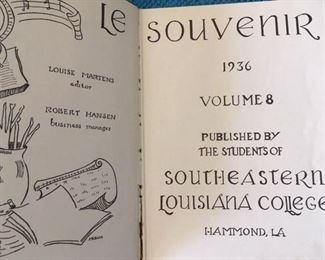 LE SOUVENIR
1936
VOLUME 8
LOUISE MARTENS
editor
ROBERT HANSEN
business manager
PUBLISHED BY
THE STUDENTS OF
SOUTHEASTERN
LOUISIANA COLLEGE
HAMMOND, LA